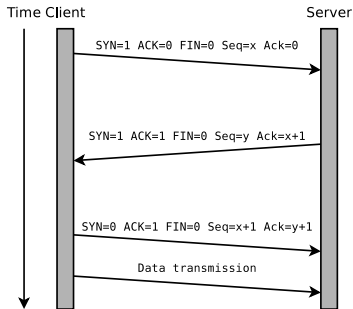 Time Client Server
SYN=1 ACK=0 FIN=0 Seq=x Ack=0
SYN=1 ACK=1 FIN=0 Seq=y Ack=x+1
SYN=0 ACK=1 FIN=0 Seq=x+1 Ack=y+1
Data transmission